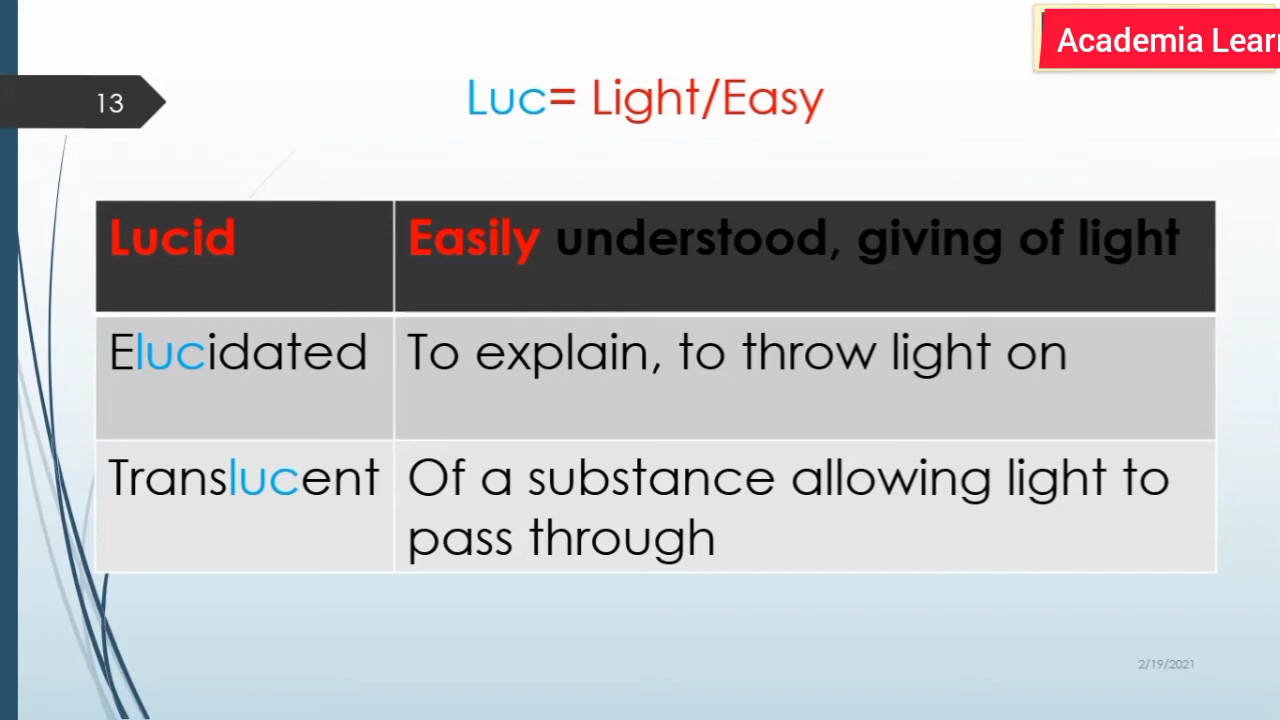 Academia Lear
13
Luc= Light/Easy
Lucid
Easily understood, giving of light
Elucidated
To explain, to throw light on
Translucent
Of a substance allowing light to
pass through
2/19/2021